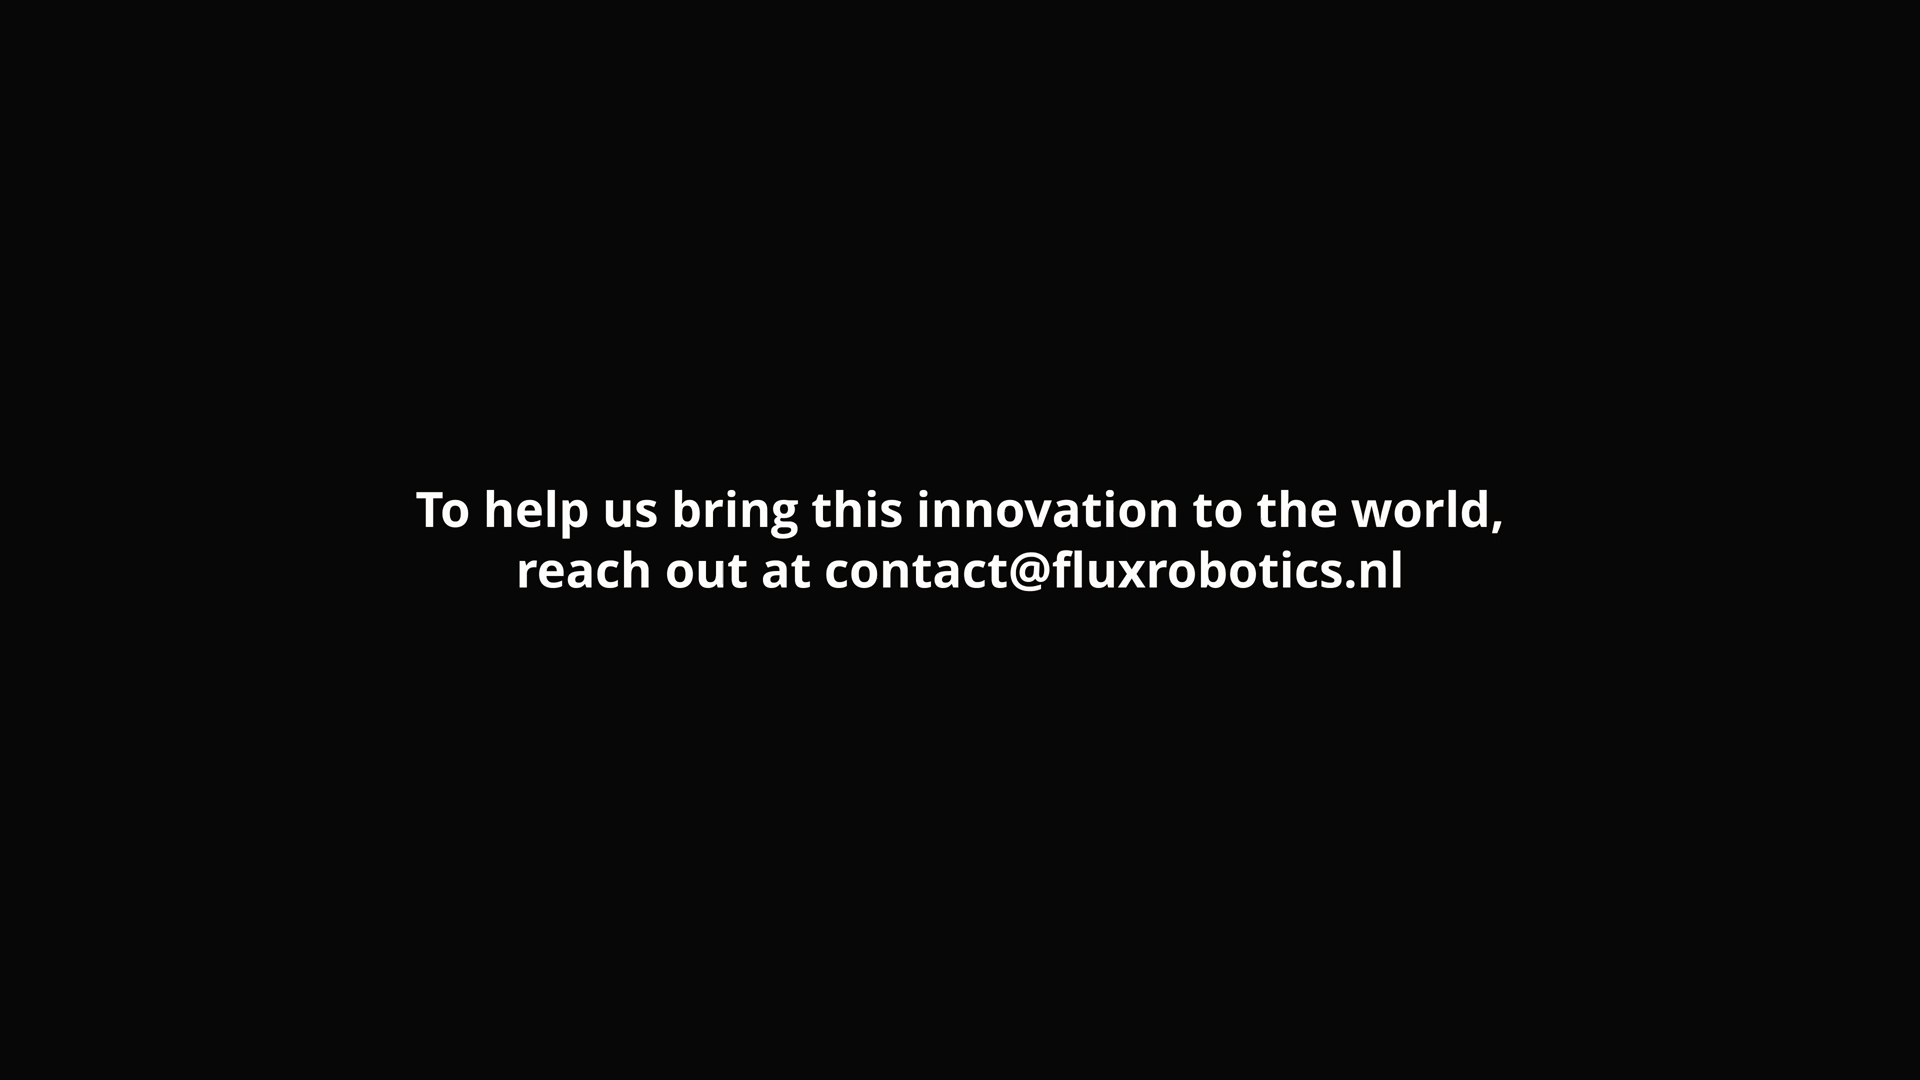 To help us bring this innovation to the world,
reach out at contact@fluxrobotics.nl